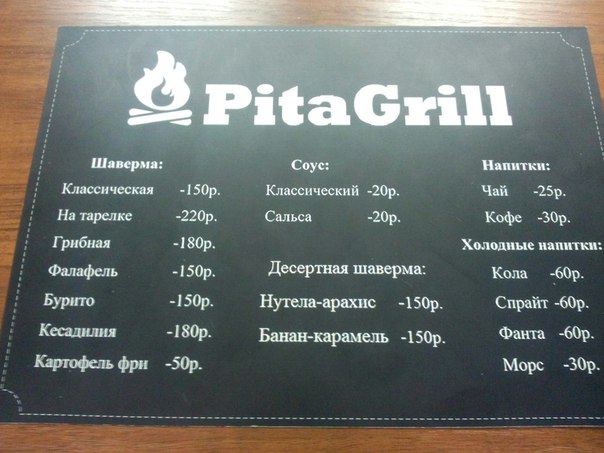 PitaGrill
Шаверма:
Классическая -150р.
На тарелке -220р.
Грибная -180р.
Фалафель -150р.
Бурито -150р.
Кесадилия -180р.
Картофель фри -50р.
Соус:
Классический -20р.
Сальса -20р.
Десертная шаверма:
Нутела-арахис -150р.
Банан-карамель -150р.
Напитки:
Чай -25р.
Кофе -30р.
Холодные напитки:
Кола -60р.
Спрайт -60р.
Фанта -60р.
Морс -30р.